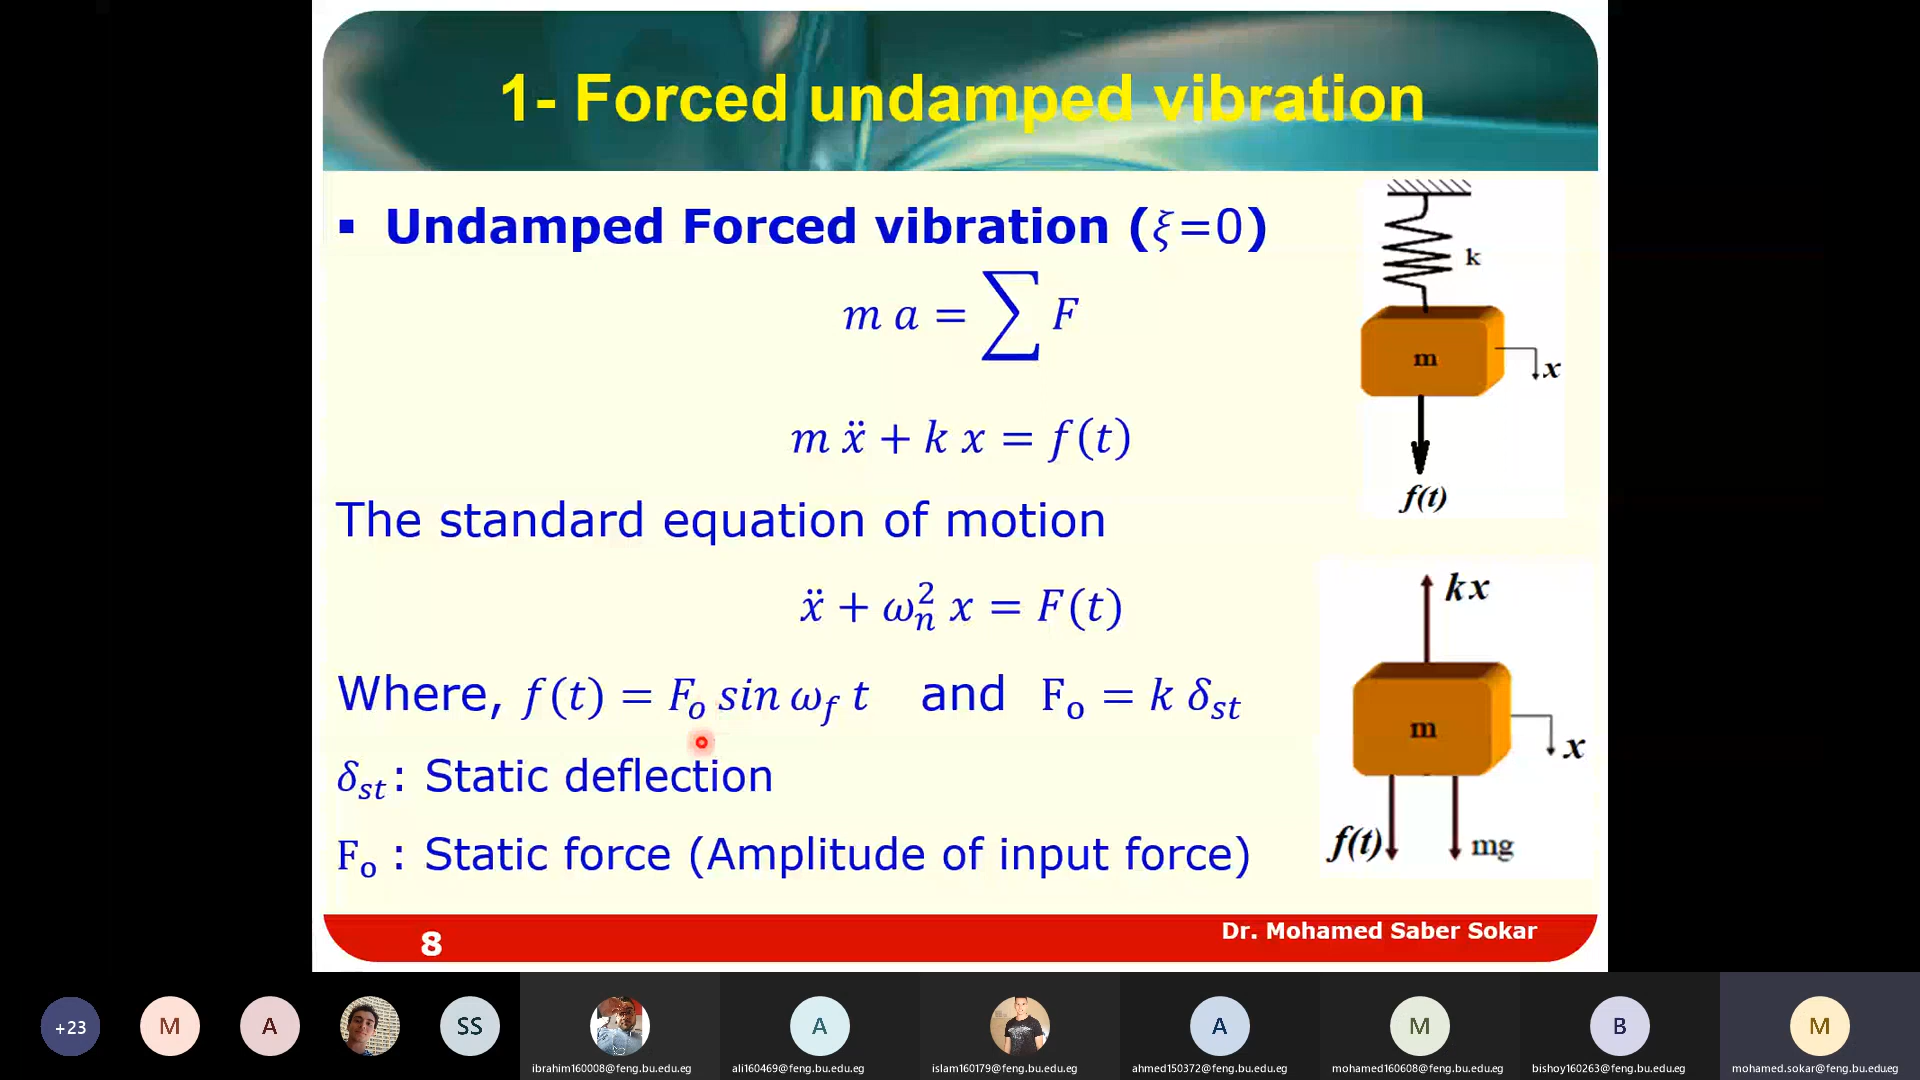 1- Forced undamped vibration
▪ Undamped Forced vibration (ξ=0)
m a = ∑ F
m ẍ + k x = f(t)
The standard equation of motion
ẍ + ωₙ² x = F(t)
Where, f(t) = Fₒ sin ω_f t and Fₒ = k δₛₜ
δₛₜ: Static deflection
Fₒ : Static force (Amplitude of input force)
k
m
x
f(t)
kx
m
x
f(t)
mg
8
Dr. Mohamed Saber Sokar
+23
M
A
SS
A
A
M
B
M
ibrahim160008@feng.bu.edu.eg
ali160469@feng.bu.edu.eg
islam160179@feng.bu.edu.eg
ahmed150372@feng.bu.edu.eg
mohamed160608@feng.bu.edu.eg
bishoy160263@feng.bu.edu.eg
mohamed.sokar@feng.bu.edu.eg